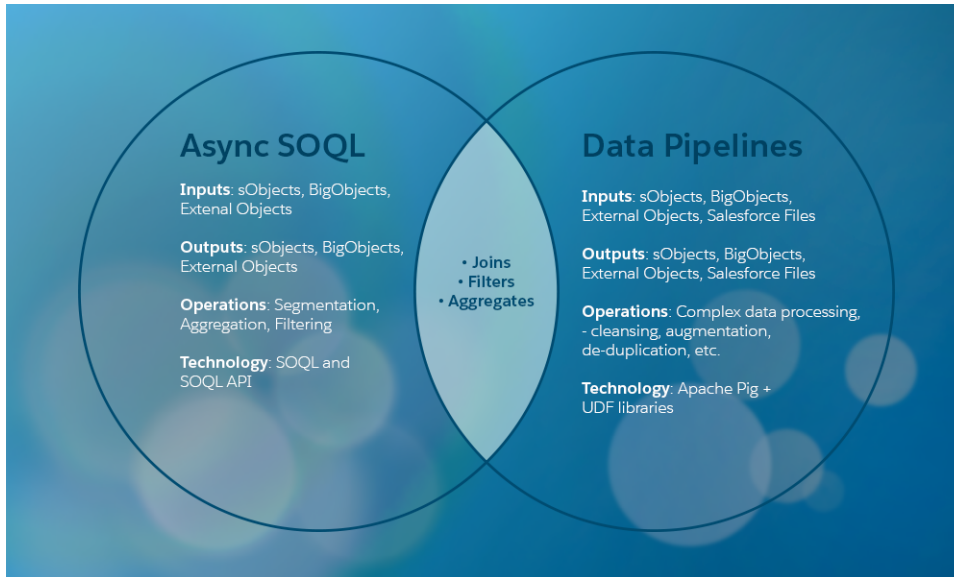 Async SOQL
Inputs: sObjects, BigObjects,
Extenal Objects
Outputs: sObjects, BigObjects,
External Objects
Operations: Segmentation,
Aggregation, Filtering
Technology: SOQL and
SOQL API
• Joins
• Filters
• Aggregates
Data Pipelines
Inputs: sObjects, BigObjects,
External Objects, Salesforce Files
Outputs: sObjects, BigObjects,
External Objects, Salesforce Files
Operations: Complex data processing,
- cleansing, augmentation,
de-duplication, etc.
Technology: Apache Pig +
UDF libraries